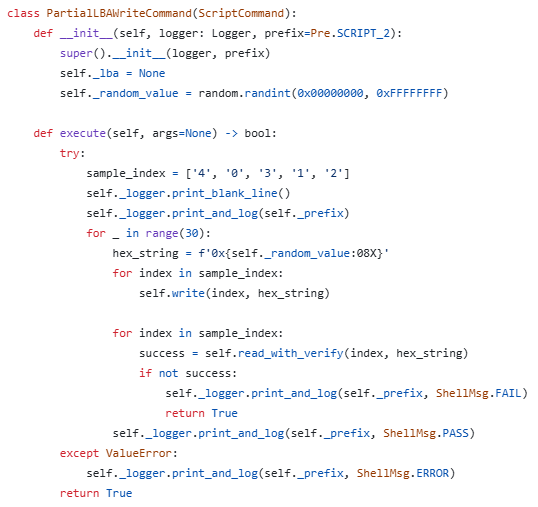 class PartialLBAWriteCommand(ScriptCommand):
    def __init__(self, logger: Logger, prefix=Pre.SCRIPT_2):
        super().__init__(logger, prefix)
        self._lba = None
        self._random_value = random.randint(0x00000000, 0xFFFFFFFF)

    def execute(self, args=None) -> bool:
        try:
            sample_index = ['4', '0', '3', '1', '2']
            self._logger.print_blank_line()
            self._logger.print_and_log(self._prefix)
            for _ in range(30):
                hex_string = f'0x{self._random_value:08X}'
                for index in sample_index:
                    self.write(index, hex_string)

                for index in sample_index:
                    success = self.read_with_verify(index, hex_string)
                    if not success:
                        self._logger.print_and_log(self._prefix, ShellMsg.FAIL)
                        return True
                self._logger.print_and_log(self._prefix, ShellMsg.PASS)
        except ValueError:
            self._logger.print_and_log(self._prefix, ShellMsg.ERROR)
        return True